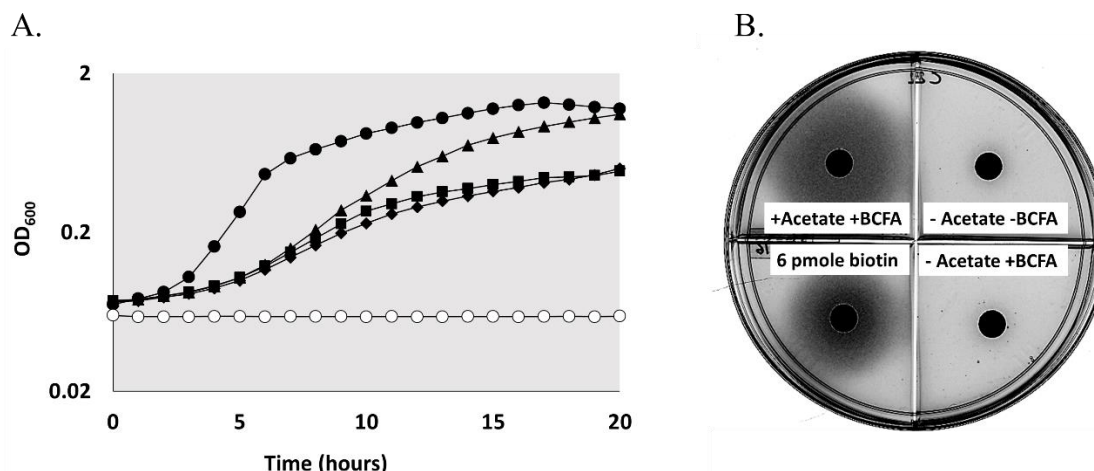 A.
B.
2
0.2
0.02
OD600
0 5 10 15 20
Time (hours)
+Acetate +BCFA
- Acetate -BCFA
6 pmole biotin
- Acetate +BCFA